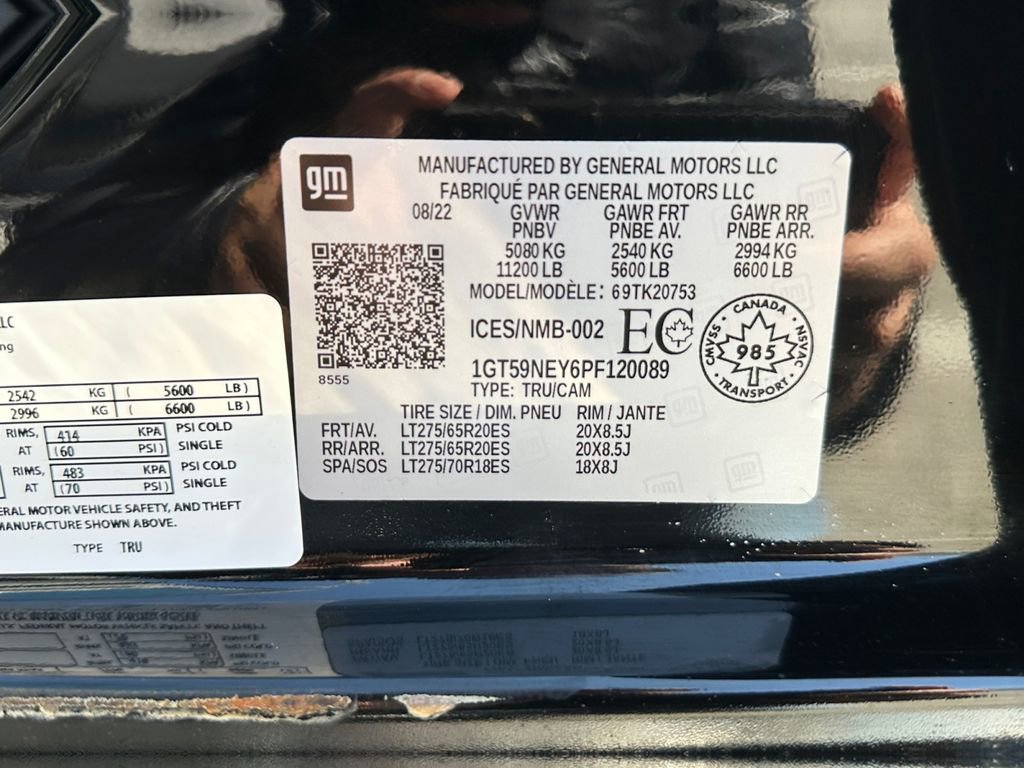 gm
MANUFACTURED BY GENERAL MOTORS LLC
FABRIQUÉ PAR GENERAL MOTORS LLC
08/22 GVWR GAWR FRT GAWR RR
PNBV PNBE AV. PNBE ARR.
5080 KG 2540 KG 2994 KG
11200 LB 5600 LB 6600 LB
MODEL/MODÈLE: 69TK20753
ICES/NMB-002 EC
CANADA
CMVSS 985 NSVAC
TRANSPORT
8555
1GT59NEY6PF120089
TYPE: TRU/CAM
TIRE SIZE / DIM. PNEU RIM / JANTE
FRT/AV. LT275/65R20ES 20X8.5J
RR/ARR. LT275/65R20ES 20X8.5J
SPA/SOS LT275/70R18ES 18X8J
LLC
ng
2542 KG ( 5600 LB)
2996 KG ( 6600 LB)
RIMS, 414 KPA PSI COLD
AT (60 PSI) SINGLE
RIMS, 483 KPA PSI COLD
AT (70 PSI) SINGLE
ERAL MOTOR VEHICLE SAFETY, AND THEFT
MANUFACTURE SHOWN ABOVE.
TYPE TRU